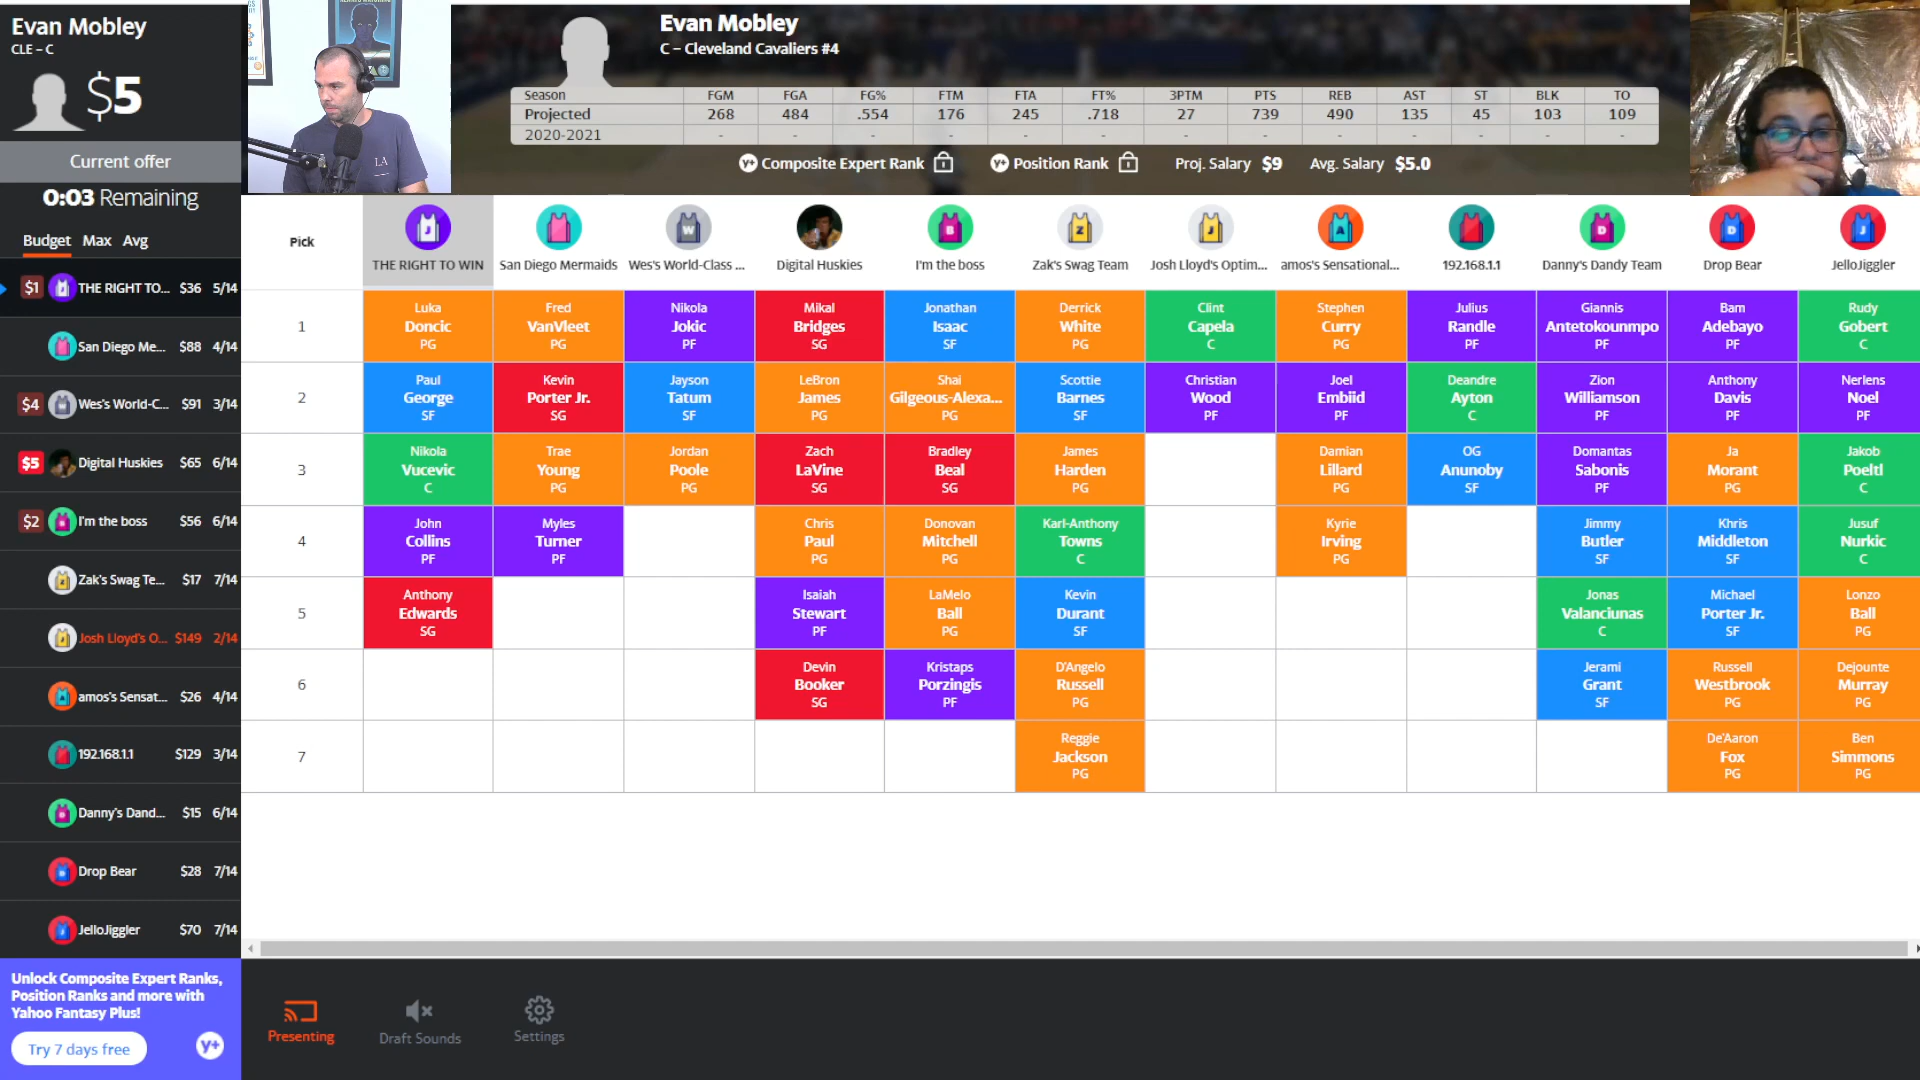 Evan Mobley
CLE – C
$5
Current offer
0:03 Remaining
Budget Max Avg
$1 THE RIGHT TO... $36 5/14
San Diego Me... $88 4/14
$4 Wes's World-C... $91 3/14
$5 Digital Huskies $65 6/14
$2 I'm the boss $56 6/14
Zak's Swag Te... $17 7/14
Josh Lloyd's O... $149 2/14
amos's Sensat... $26 4/14
192.168.1.1 $129 3/14
Danny's Dand... $15 6/14
Drop Bear $28 7/14
JelloJiggler $70 7/14
Unlock Composite Expert Ranks,
Position Ranks and more with
Yahoo Fantasy Plus!
Try 7 days free y+
LA
Evan Mobley
C – Cleveland Cavaliers #4
Season FGM FGA FG% FTM FTA FT% 3PTM PTS REB AST ST BLK TO
Projected 268 484 .554 176 245 .718 27 739 490 135 45 103 109
2020-2021 - - - - - - - - - - - - -
y+ Composite Expert Rank y+ Position Rank Proj. Salary $9 Avg. Salary $5.0
Pick THE RIGHT TO WIN San Diego Mermaids Wes's World-Class ... Digital Huskies I'm the boss Zak's Swag Team Josh Lloyd's Optim... amos's Sensational... 192.168.1.1 Danny's Dandy Team Drop Bear JelloJiggler
Luka Fred Nikola Mikal Jonathan Derrick Clint Stephen Julius Giannis Bam Rudy
1 Doncic VanVleet Jokic Bridges Isaac White Capela Curry Randle Antetokounmpo Adebayo Gobert
PG PG PF SG SF PG C PG PF PF PF C
Paul Kevin Jayson LeBron Shai Scottie Christian Joel Deandre Zion Anthony Nerlens
2 George Porter Jr. Tatum James Gilgeous-Alexa... Barnes Wood Embiid Ayton Williamson Davis Noel
SF SG SF PG PG SF PF PF C PF PF PF
Nikola Trae Jordan Zach Bradley James Damian OG Domantas Ja Jakob
3 Vucevic Young Poole LaVine Beal Harden Lillard Anunoby Sabonis Morant Poeltl
C PG PG SG SG PG PG SF PF PG C
John Myles Chris Donovan Karl-Anthony Kyrie Jimmy Khris Jusuf
4 Collins Turner Paul Mitchell Towns Irving Butler Middleton Nurkic
PF PF PG PG C PG SF SF C
Anthony Isaiah LaMelo Kevin Jonas Michael Lonzo
5 Edwards Stewart Ball Durant Valanciunas Porter Jr. Ball
SG PF PG SF C SF PG
Devin Kristaps D'Angelo Jerami Russell Dejounte
6 Booker Porzingis Russell Grant Westbrook Murray
SG PF PG SF PG PG
Reggie De'Aaron Ben
7 Jackson Fox Simmons
PG PG PG
Presenting Draft Sounds Settings